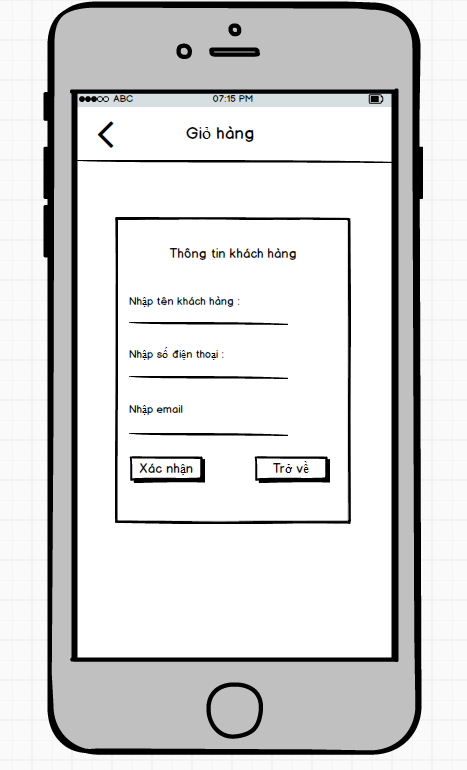 ABC 07:15 PM
Giỏ hàng
Thông tin khách hàng
Nhập tên khách hàng :
Nhập số điện thoại :
Nhập email
Xác nhận Trở về